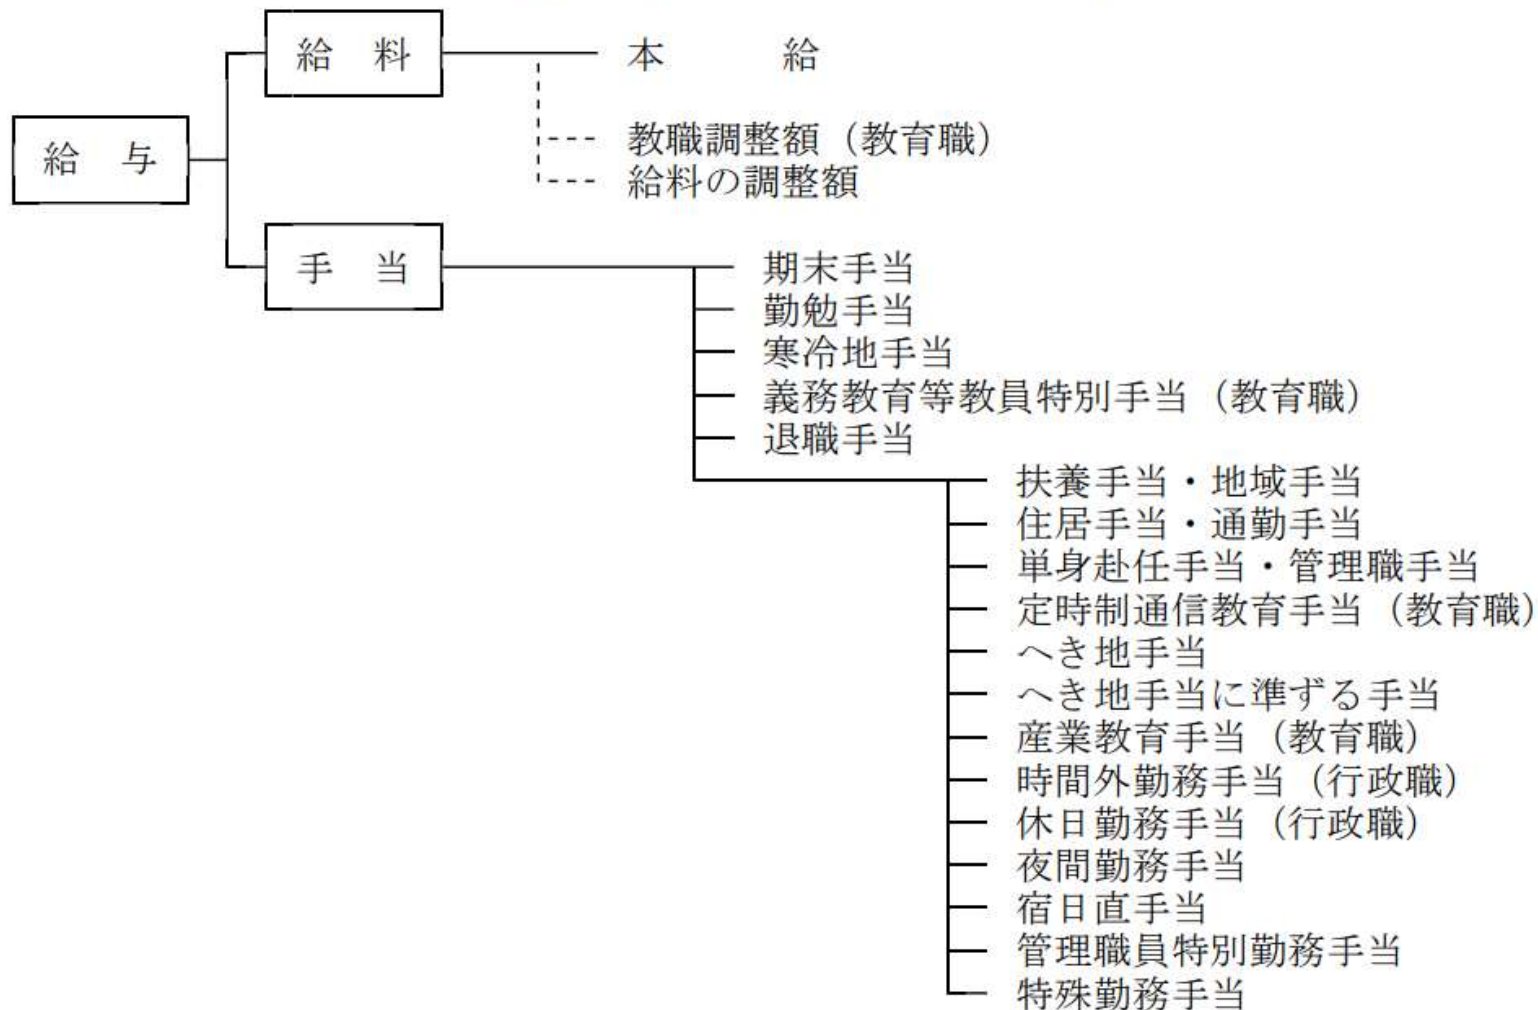 給与
給料
本給
教職調整額（教育職）
給料の調整額
手当
期末手当
勤勉手当
寒冷地手当
義務教育等教員特別手当（教育職）
退職手当
扶養手当・地域手当
住居手当・通勤手当
単身赴任手当・管理職手当
定時制通信教育手当（教育職）
へき地手当
へき地手当に準ずる手当
産業教育手当（教育職）
時間外勤務手当（行政職）
休日勤務手当（行政職）
夜間勤務手当
宿日直手当
管理職員特別勤務手当
特殊勤務手当